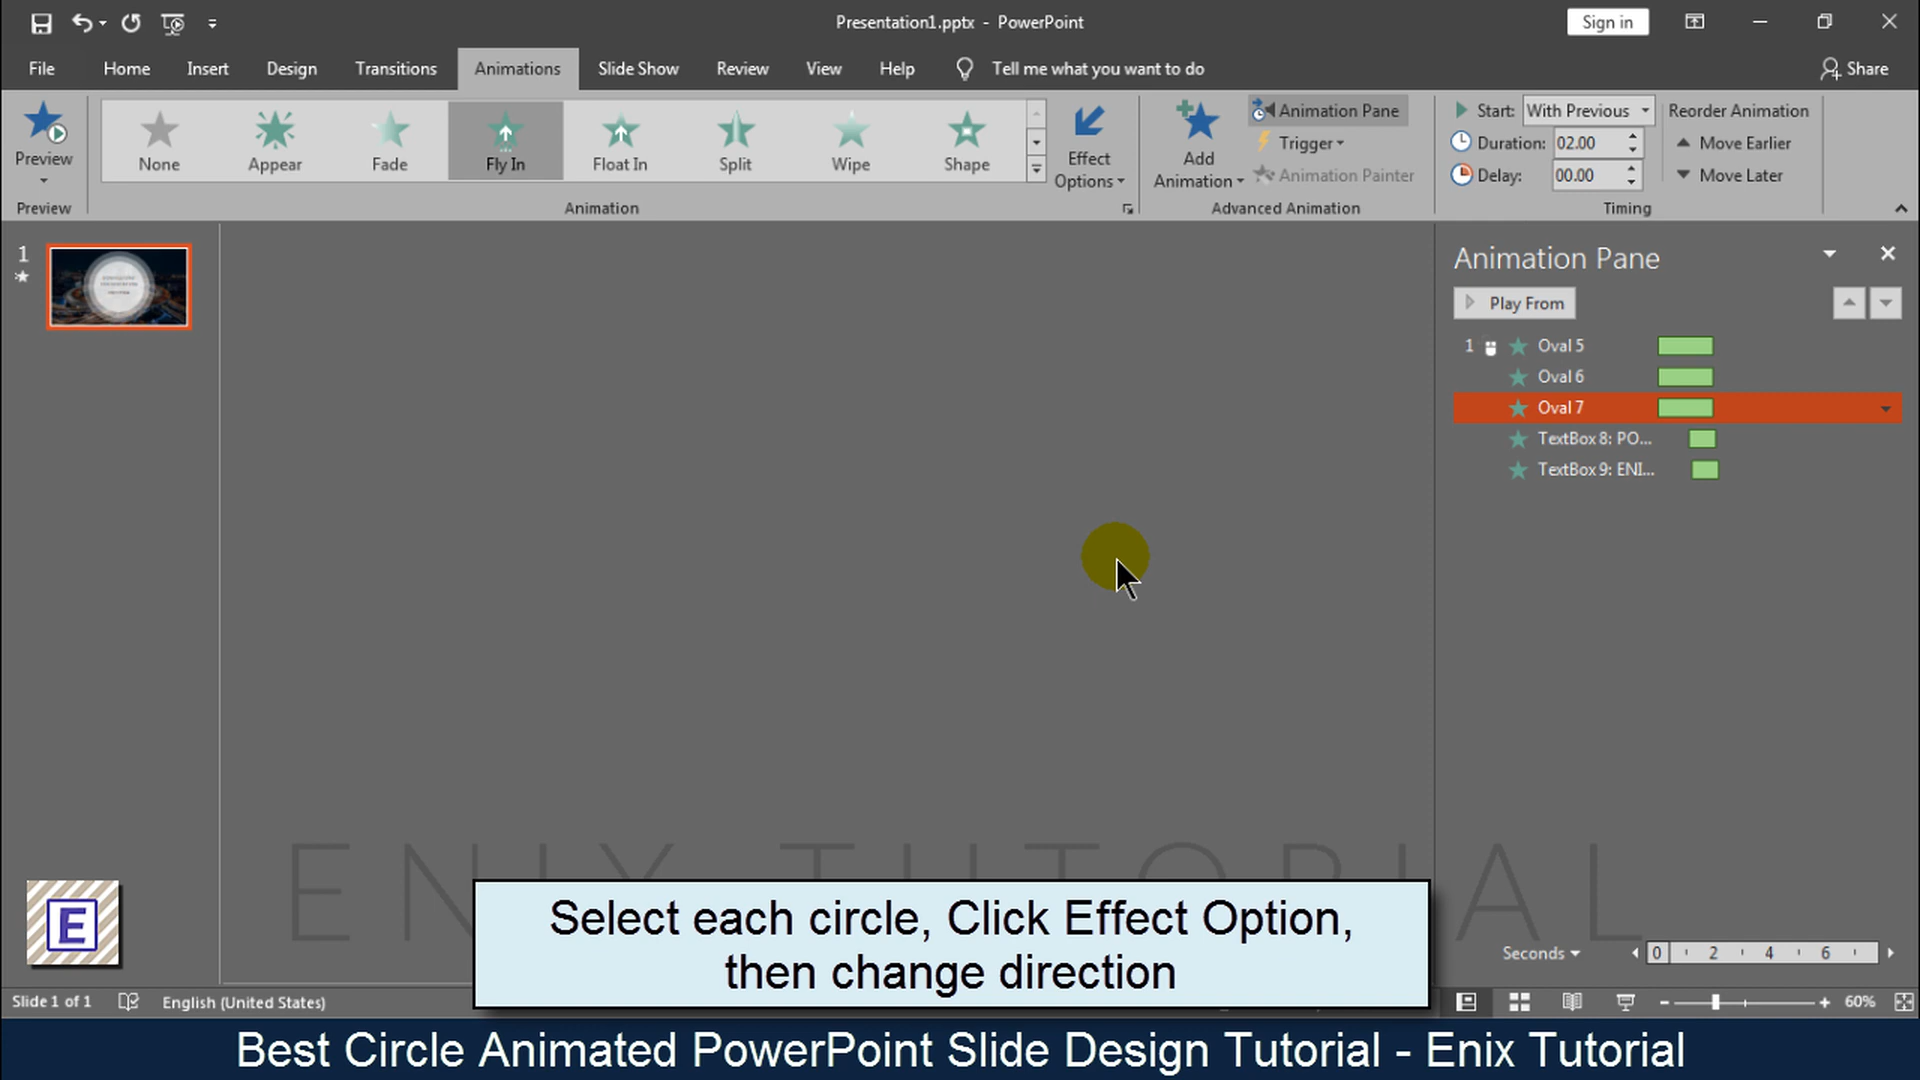 Presentation1.pptx - PowerPoint
Sign in
File Home Insert Design Transitions Animations Slide Show Review View Help Tell me what you want to do Share
Preview
None Appear Fade Fly In Float In Split Wipe Shape
Effect Options
Add Animation
Animation Pane
Trigger
Animation Painter
Start: With Previous
Duration: 02.00
Delay: 00.00
Reorder Animation
Move Earlier
Move Later
Preview Animation Advanced Animation Timing
1
Animation Pane
Play From
1 Oval 5
Oval 6
Oval 7
TextBox 8: PO...
TextBox 9: ENI...
ENIX TUTORIAL
E
Select each circle, Click Effect Option,
then change direction
Seconds 0 2 4 6
Slide 1 of 1 English (United States) 60%
Best Circle Animated PowerPoint Slide Design Tutorial - Enix Tutorial